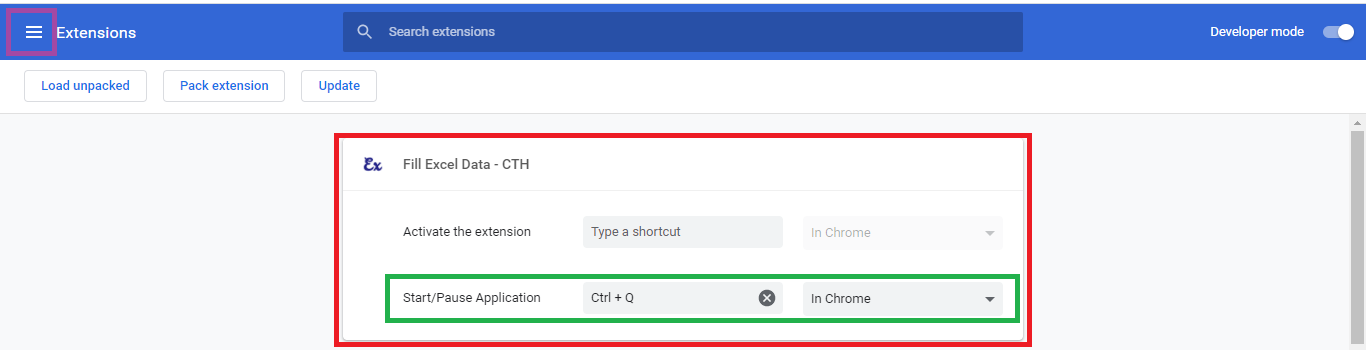 Extensions
Search extensions
Developer mode
Load unpacked
Pack extension
Update
Ex
Fill Excel Data - CTH
Activate the extension
Type a shortcut
In Chrome
Start/Pause Application
Ctrl + Q
In Chrome